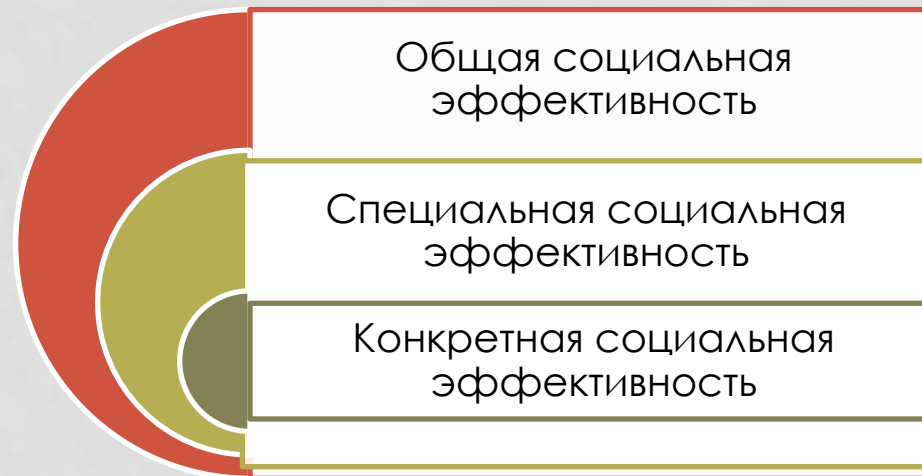 Общая социальная
эффективность
Специальная социальная
эффективность
Конкретная социальная
эффективность